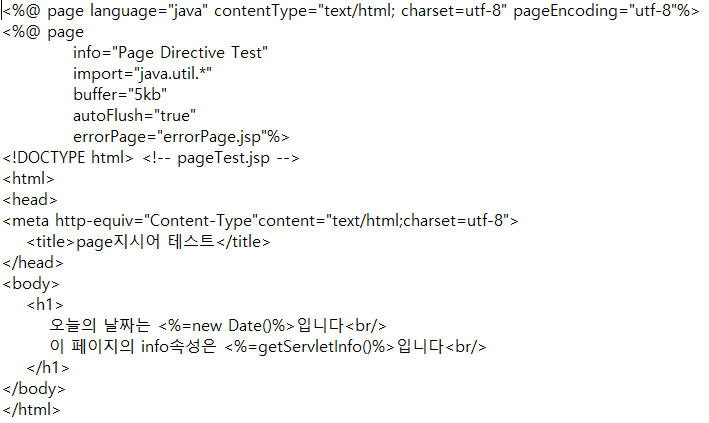 <%@ page language="java" contentType="text/html; charset=utf-8" pageEncoding="utf-8"%>
<%@ page
info="Page Directive Test"
import="java.util.*"
buffer="5kb"
autoFlush="true"
errorPage="errorPage.jsp"%>
<!DOCTYPE html> <!-- pageTest.jsp -->
<html>
<head>
<meta http-equiv="Content-Type"content="text/html;charset=utf-8">
<title>page지시어 테스트</title>
</head>
<body>
<h1>
오늘의 날짜는 <%=new Date()%>입니다<br/>
이 페이지의 info속성은 <%=getServletInfo()%>입니다<br/>
</h1>
</body>
</html>